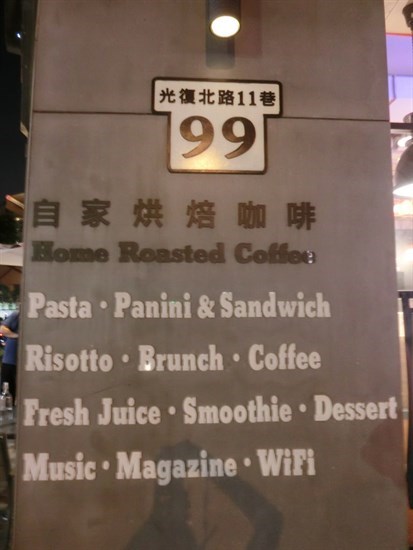 光復北路11巷
99
自家烘焙咖啡
Home Roasted Coffee
Pasta · Panini & Sandwich
Risotto · Brunch · Coffee
Fresh Juice · Smoothie · Dessert
Music · Magazine · WiFi